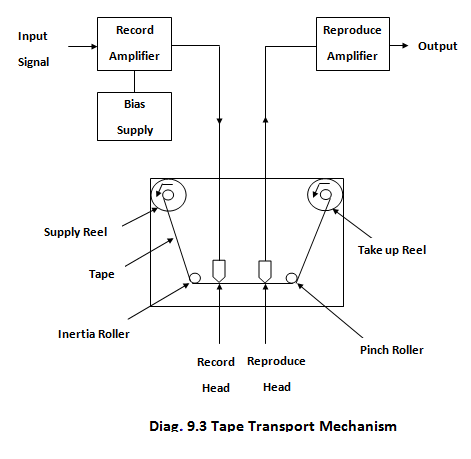 Input
Signal
Record
Amplifier
Reproduce
Amplifier
Output
Bias
Supply
Supply Reel
Take up Reel
Tape
Inertia Roller
Pinch Roller
Record
Head
Reproduce
Head
Diag. 9.3 Tape Transport Mechanism